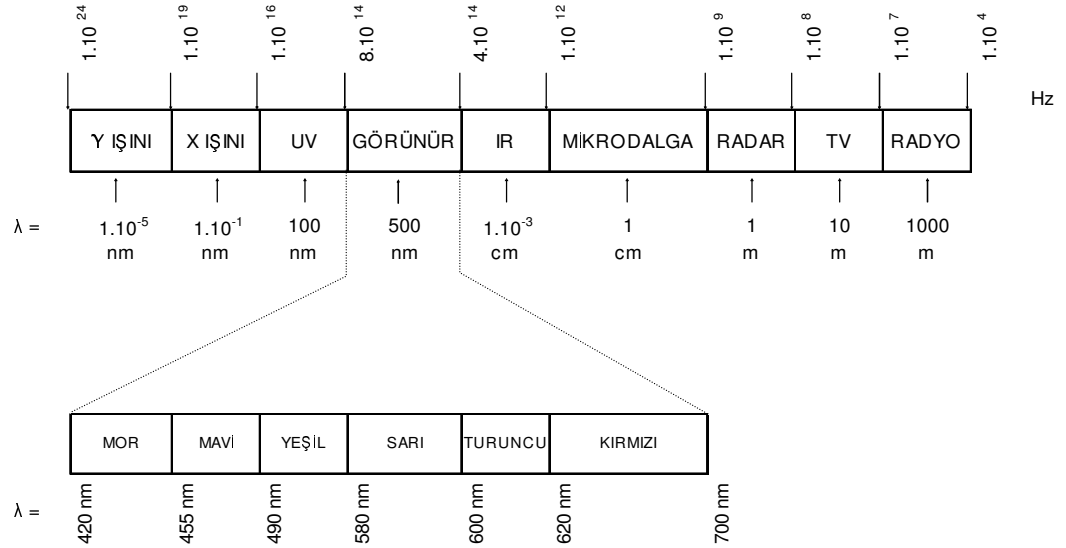 1.10 24 1.10 19 1.10 16 8.10 14 4.10 14 1.10 12 1.10 9 1.10 8 1.10 7 1.10 4
Hz
ɣ IŞINI X IŞINI UV GÖRÜNÜR IR MİKRODALGA RADAR TV RADYO
λ = 1.10-5 1.10-1 100 500 1.10-3 1 1 10 1000
nm nm nm nm cm cm m m m
MOR MAVİ YEŞİL SARI TURUNCU KIRMIZI
λ = 420 nm 455 nm 490 nm 580 nm 600 nm 620 nm 700 nm